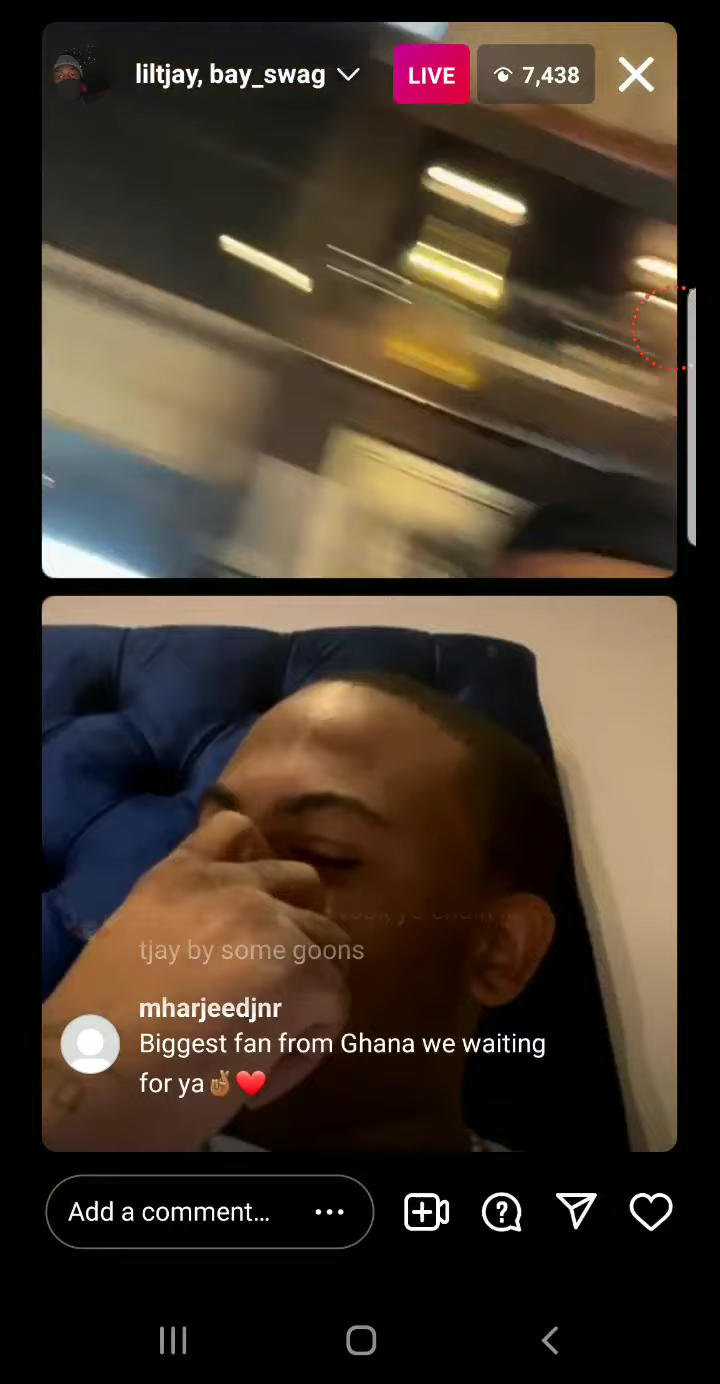 liltjay, bay_swag
LIVE
7,438
tjay by some goons
mharjeedjnr
Biggest fan from Ghana we waiting
for ya🤞🏾❤️
Add a comment...